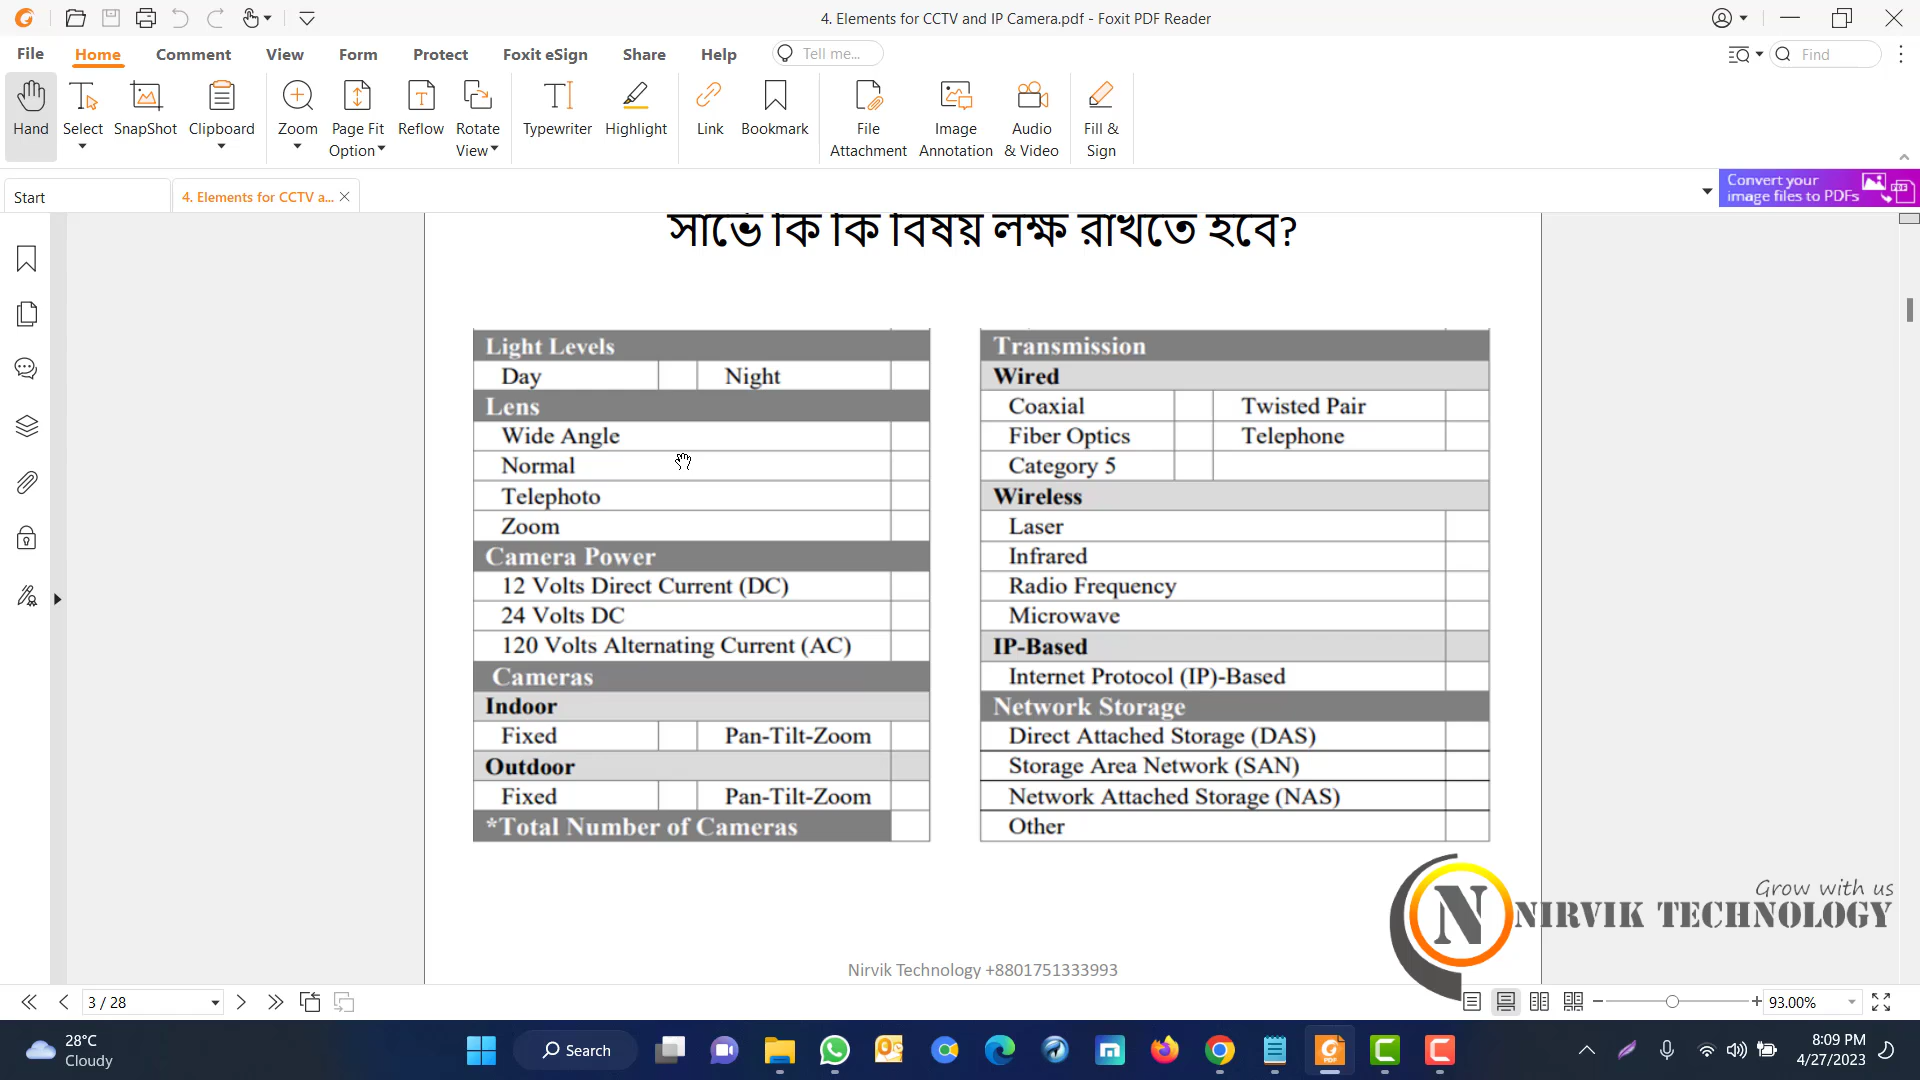 4. Elements for CCTV and IP Camera.pdf - Foxit PDF Reader
File Home Comment View Form Protect Foxit eSign Share Help Tell me... Find
Hand Select SnapShot Clipboard Zoom Page Fit Option Reflow Rotate View Typewriter Highlight Link Bookmark File Attachment Image Annotation Audio & Video Fill & Sign
Start 4. Elements for CCTV a...
Convert your
image files to PDFs
সার্ভে কি কি বিষয় লক্ষ রাখতে হবে?
Light Levels
Day Night
Lens
Wide Angle
Normal
Telephoto
Zoom
Camera Power
12 Volts Direct Current (DC)
24 Volts DC
120 Volts Alternating Current (AC)
Cameras
Indoor
Fixed Pan-Tilt-Zoom
Outdoor
Fixed Pan-Tilt-Zoom
*Total Number of Cameras
Transmission
Wired
Coaxial Twisted Pair
Fiber Optics Telephone
Category 5
Wireless
Laser
Infrared
Radio Frequency
Microwave
IP-Based
Internet Protocol (IP)-Based
Network Storage
Direct Attached Storage (DAS)
Storage Area Network (SAN)
Network Attached Storage (NAS)
Other
Grow with us
N NIRVIK TECHNOLOGY
Nirvik Technology +8801751333993
3 / 28
93.00%
28°C
Cloudy
Search
8:09 PM
4/27/2023